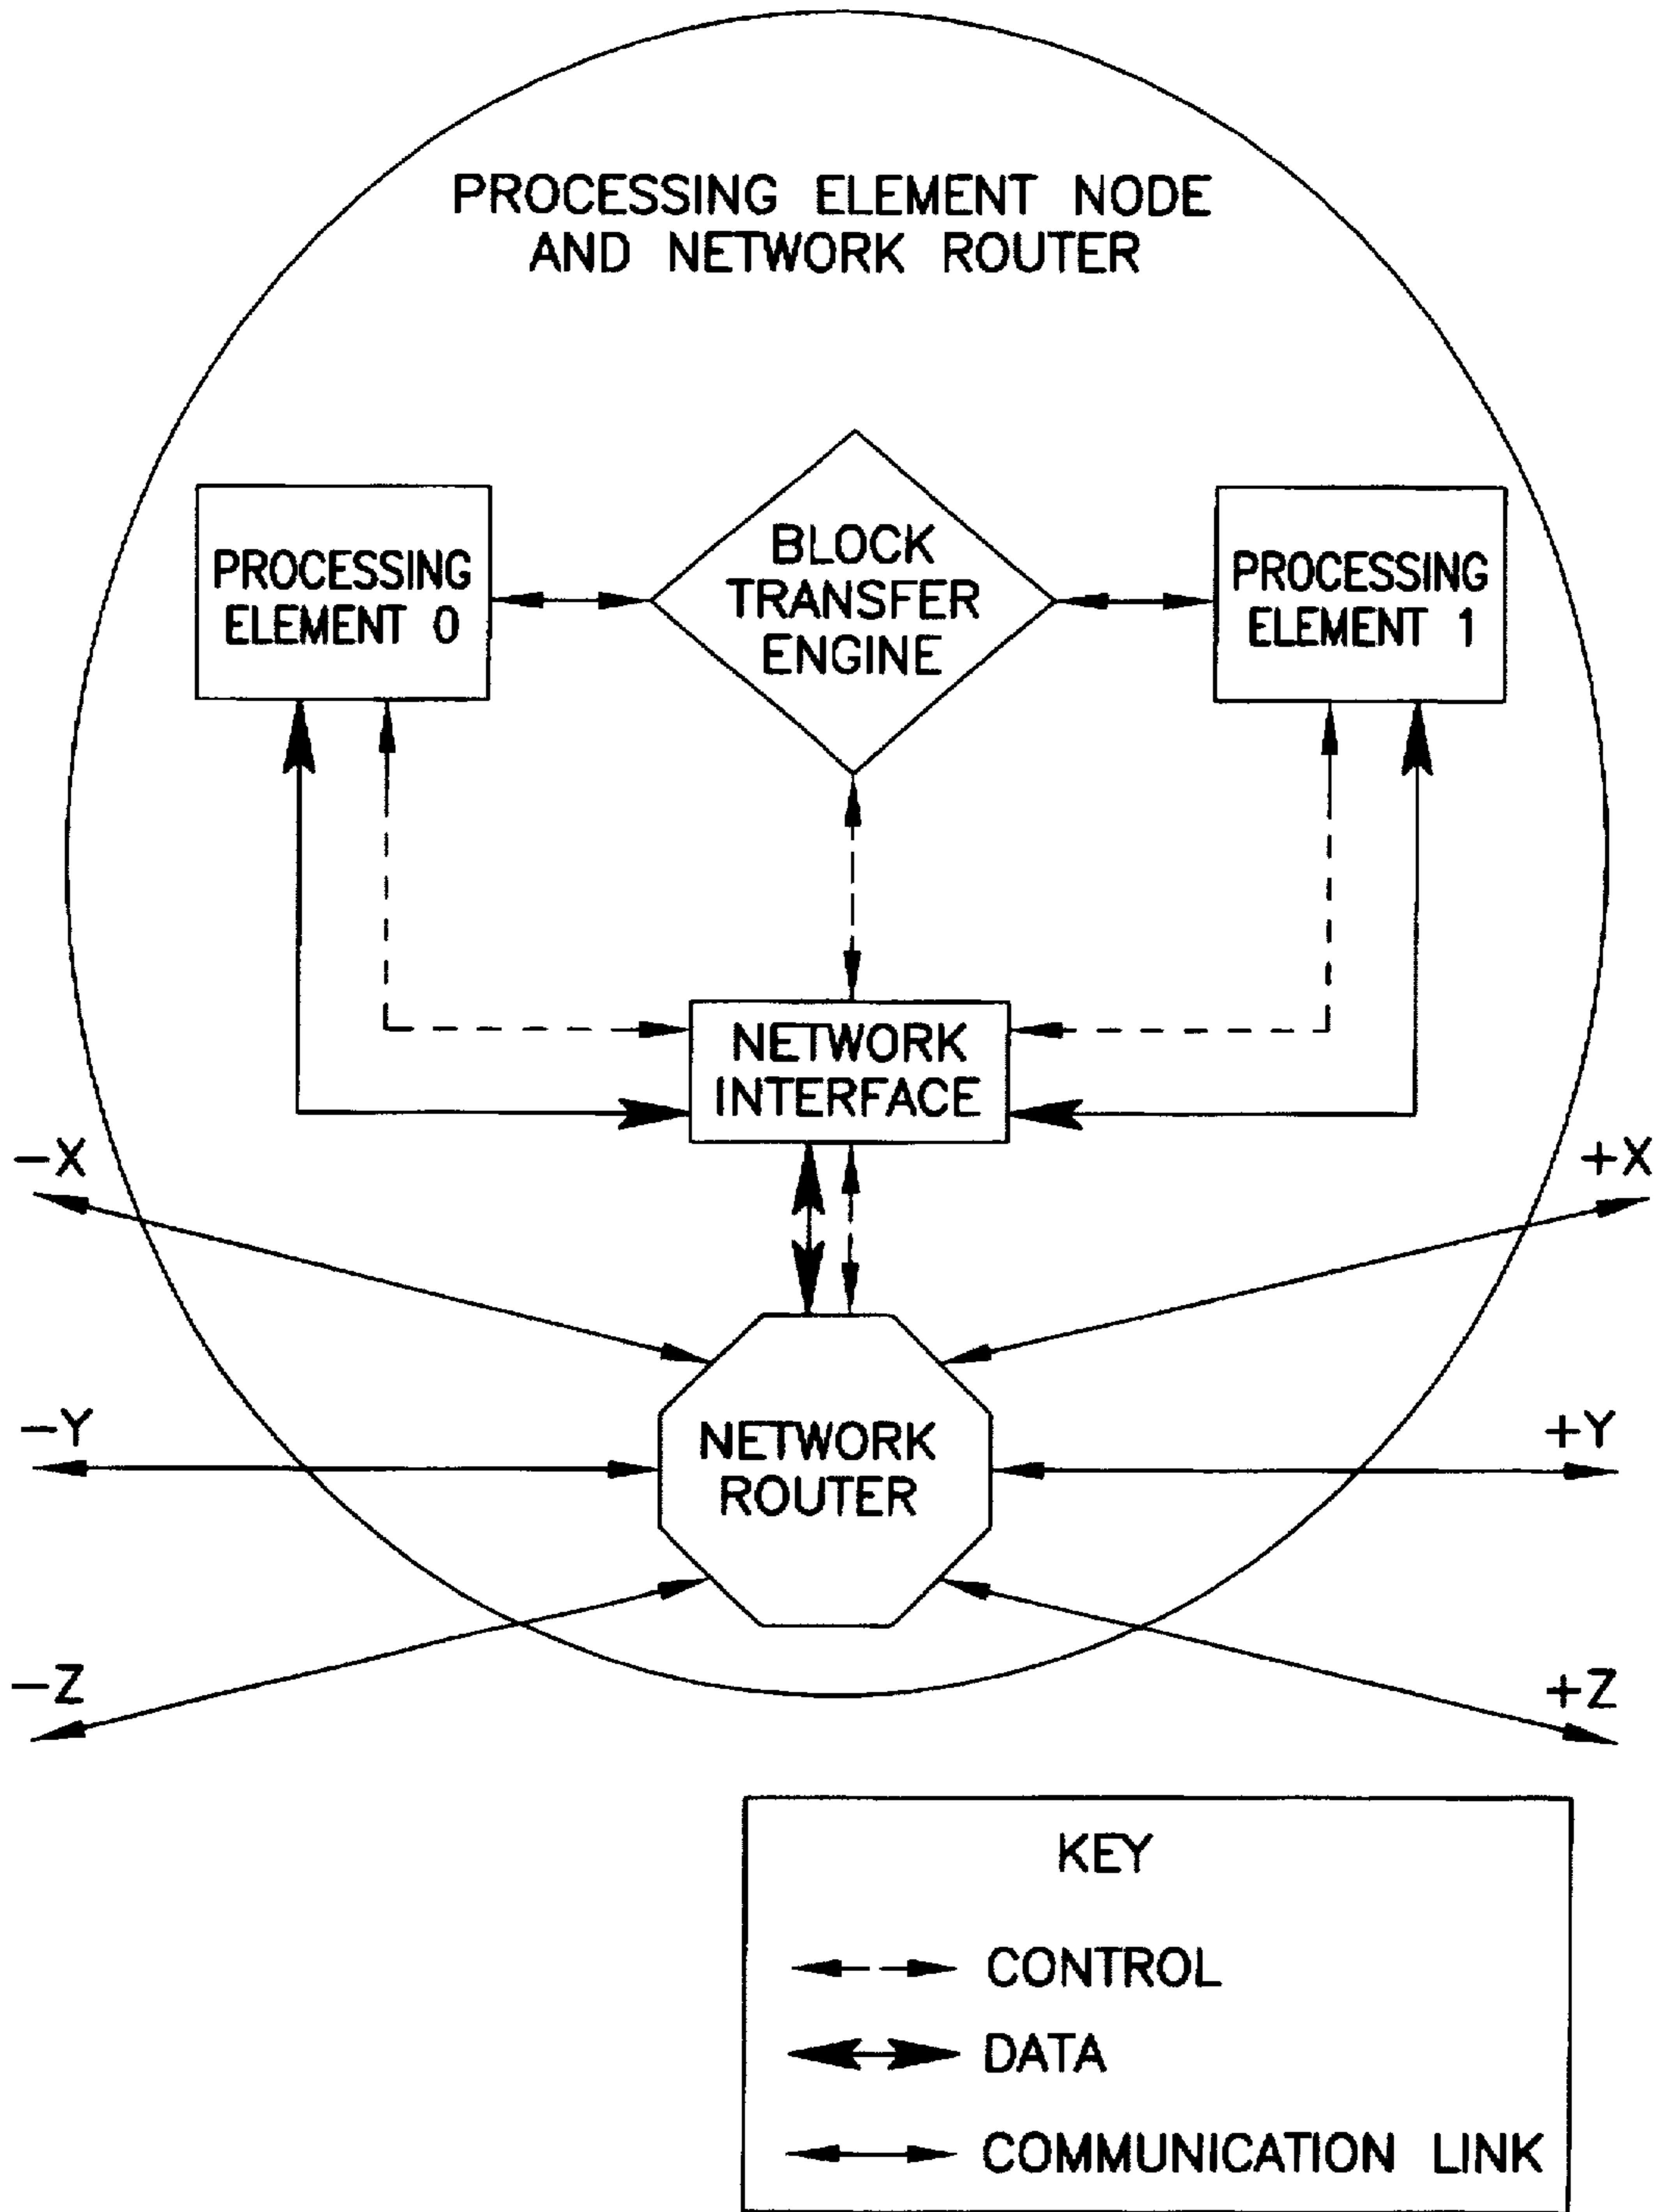 PROCESSING ELEMENT NODE
AND NETWORK ROUTER
PROCESSING
ELEMENT 0
BLOCK
TRANSFER
ENGINE
PROCESSING
ELEMENT 1
NETWORK
INTERFACE
-X
+X
-Y
+Y
NETWORK
ROUTER
-Z
+Z
KEY
CONTROL
DATA
COMMUNICATION LINK